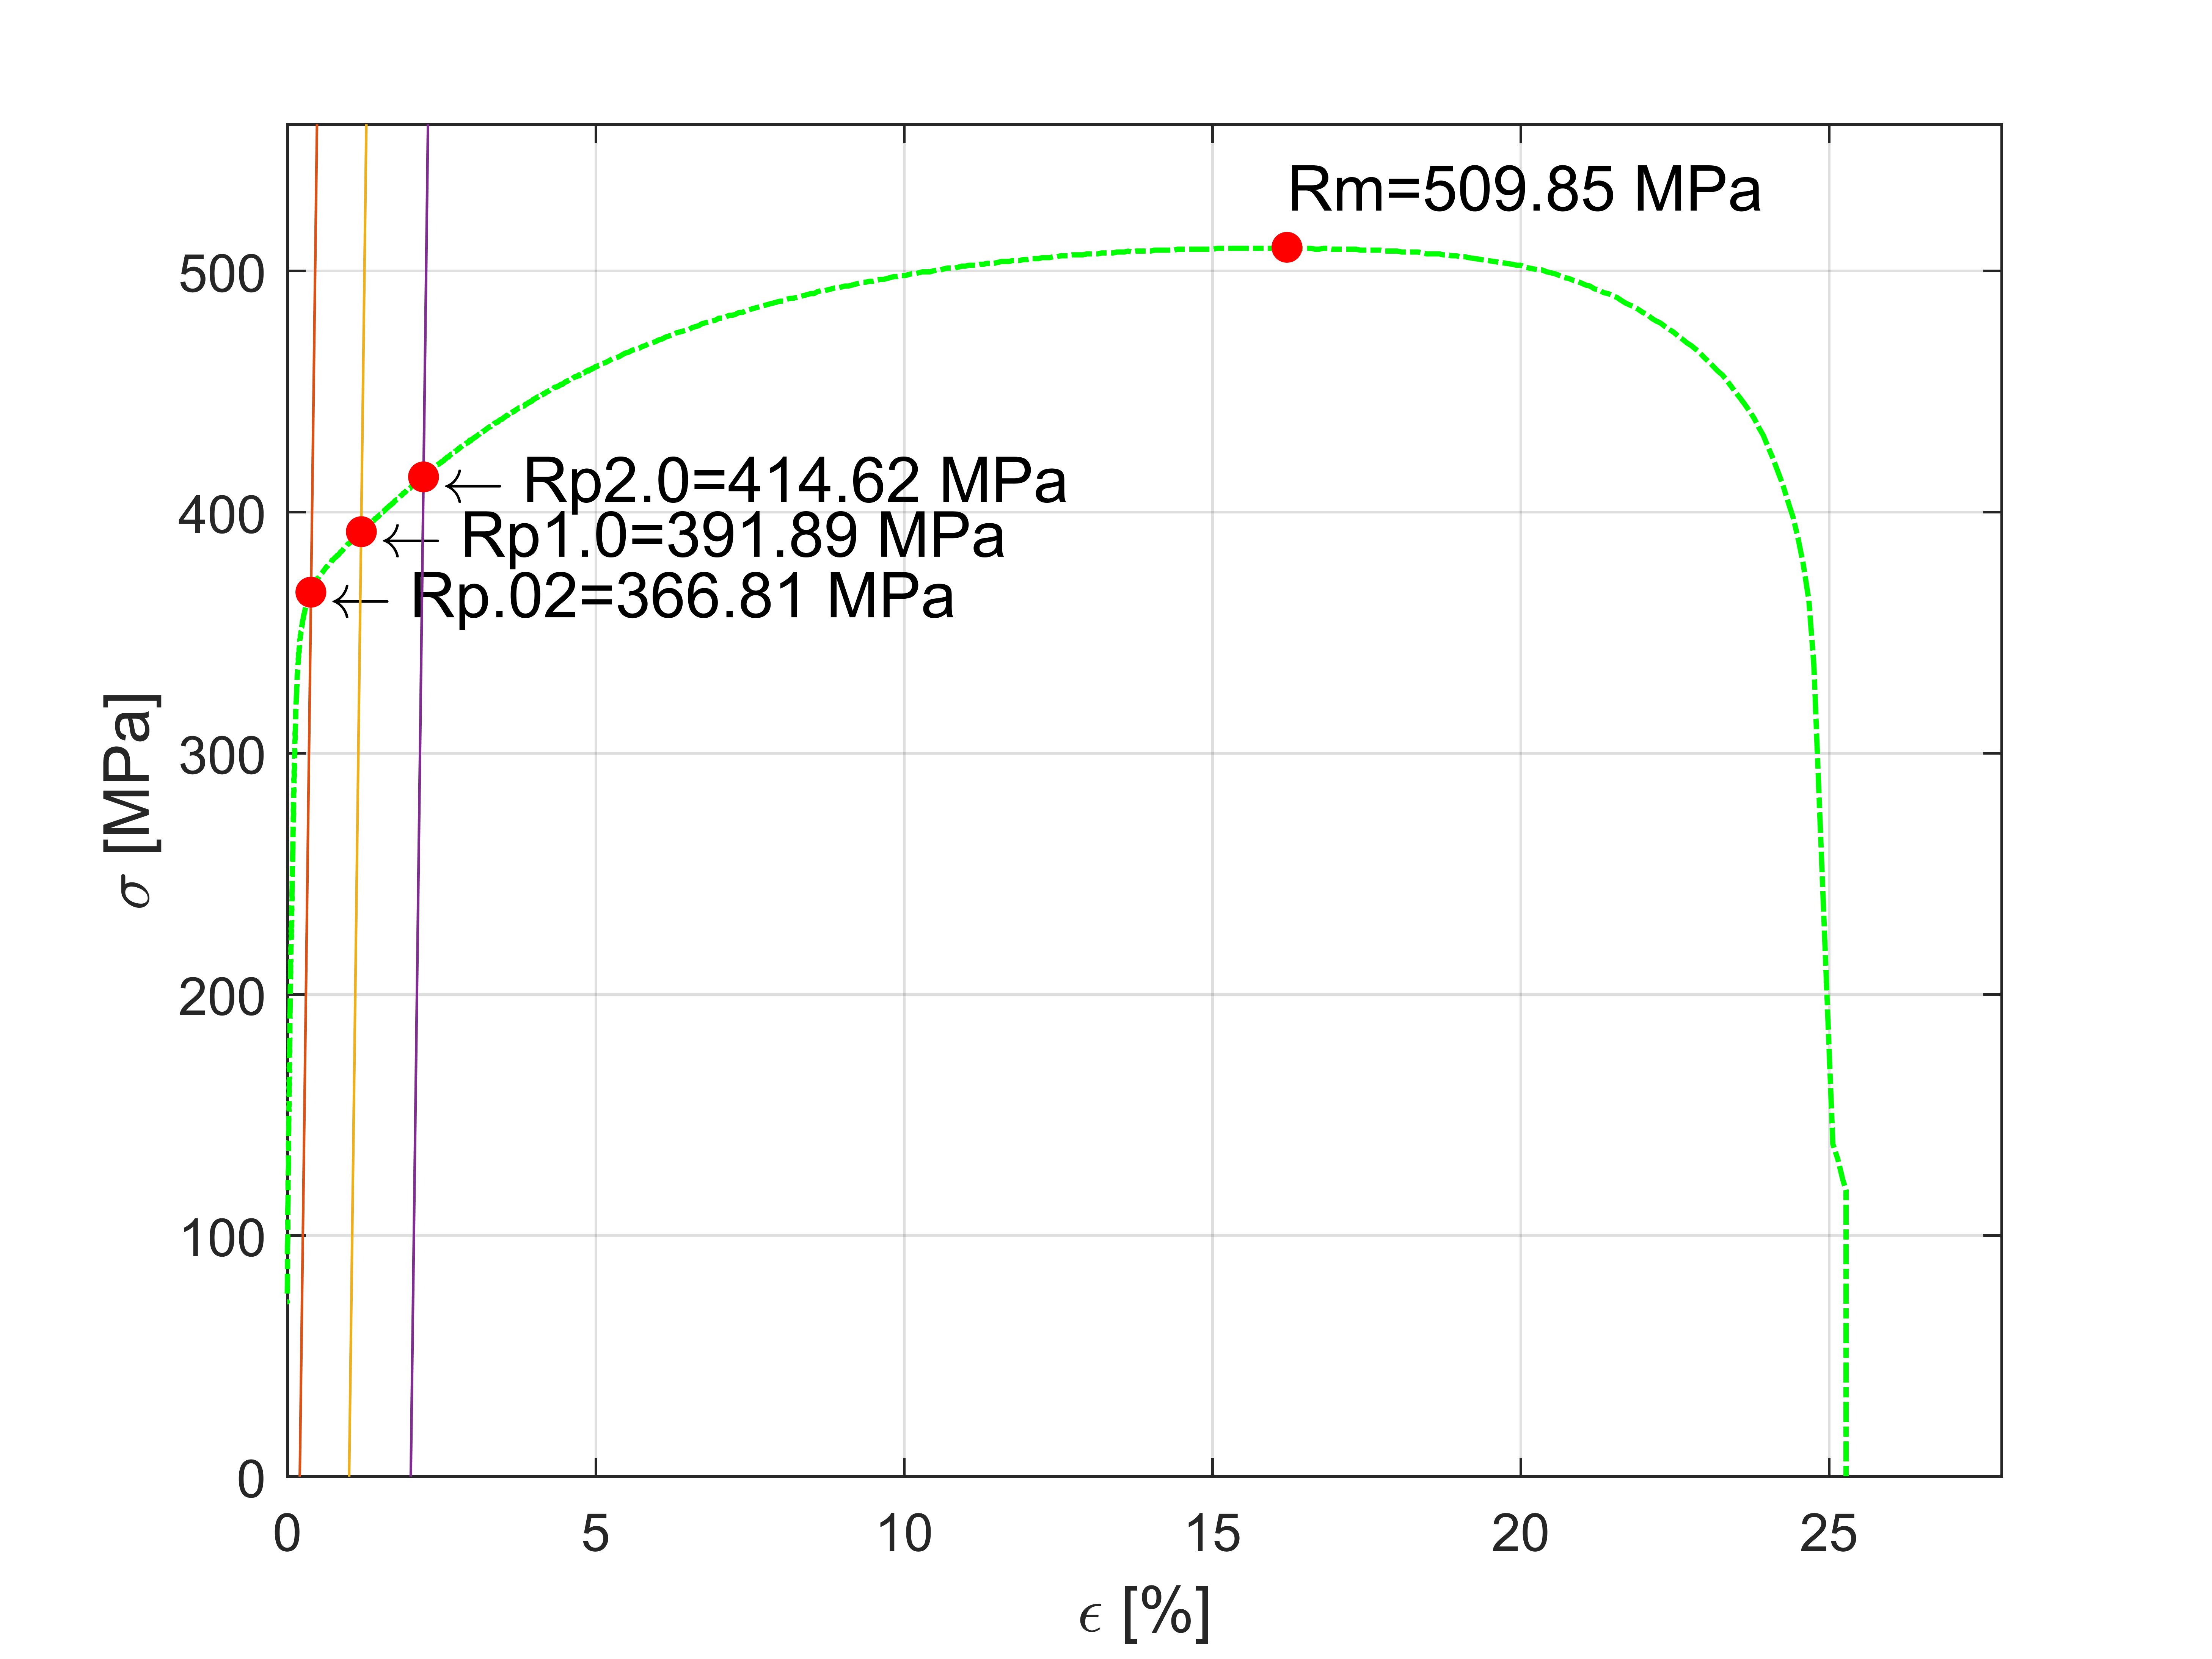 Rm=509.85 MPa
500
← Rp2.0=414.62 MPa
400
← Rp1.0=391.89 MPa
← Rp.02=366.81 MPa
300
σ [MPa]
200
100
0
0 5 10 15 20 25
ϵ [%]